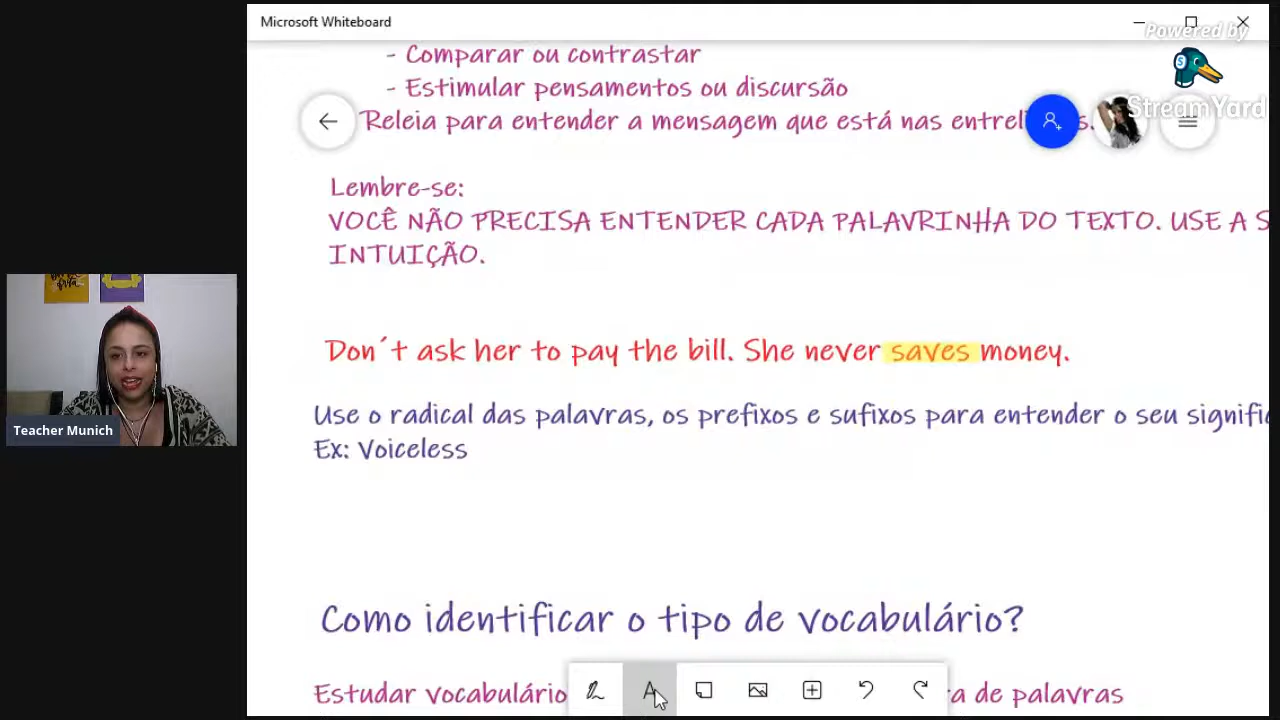 Microsoft Whiteboard
Powered by
StreamYard
- Comparar ou contrastar
- Estimular pensamentos ou discursão
Releia para entender a mensagem que está nas entreli s.
Lembre-se:
VOCÊ NÃO PRECISA ENTENDER CADA PALAVRINHA DO TEXTO. USE A S
INTUIÇÃO.
Don´t ask her to pay the bill. She never saves money.
Use o radical das palavras, os prefixos e sufixos para entender o seu signific
Ex: Voiceless
Teacher Munich
Como identificar o tipo de vocabulário?
Estudar vocabulário a de palavras